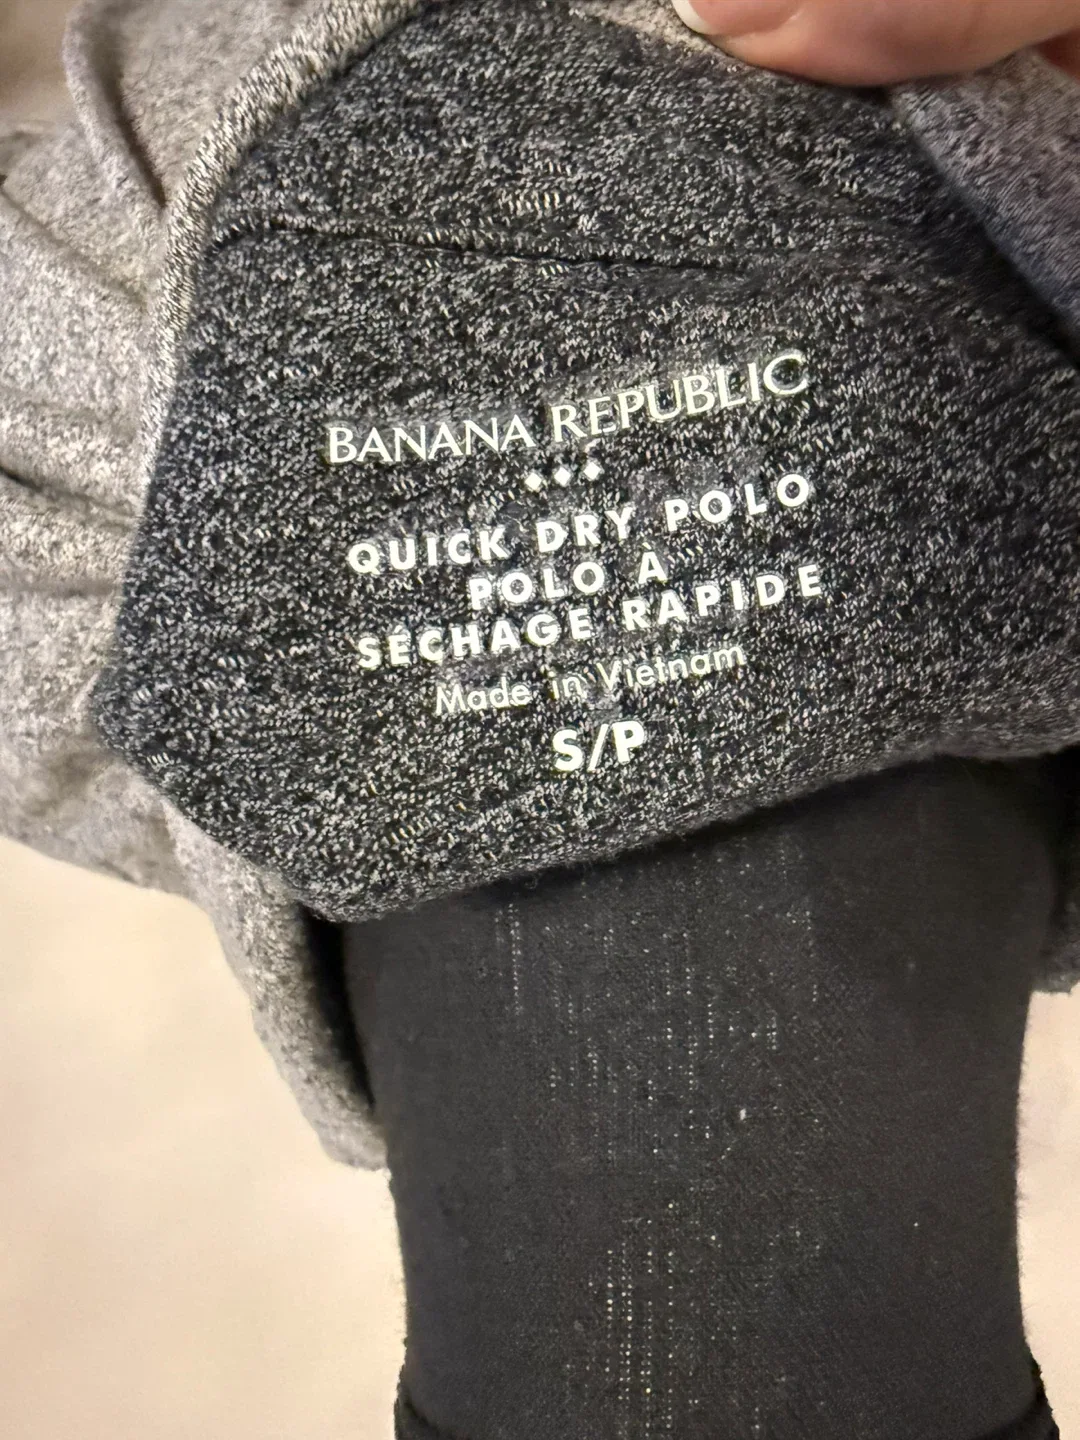 BANANA REPUBLIC
QUICK DRY POLO
POLO À
SÉCHAGE RAPIDE
Made in Vietnam
S/P